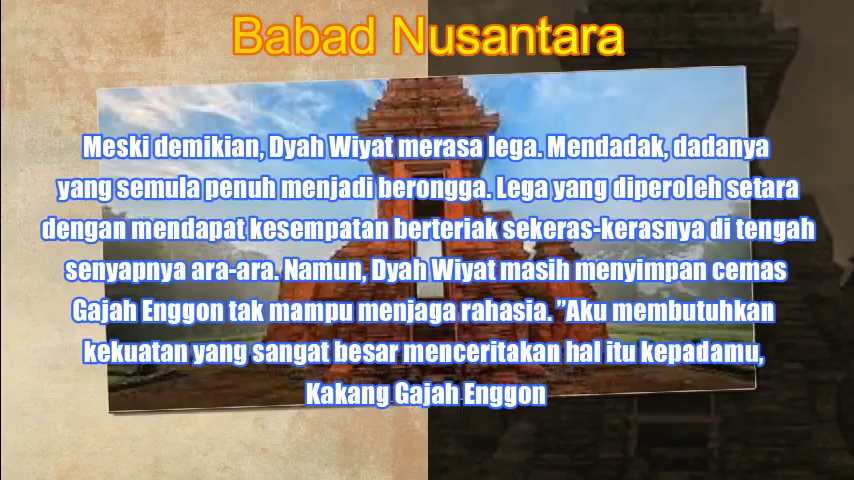 Babad Nusantara
Meski demikian, Dyah Wiyat merasa lega. Mendadak, dadanya
yang semula penuh menjadi berongga. Lega yang diperoleh setara
dengan mendapat kesempatan berteriak sekeras-kerasnya di tengah
senyapnya ara-ara. Namun, Dyah Wiyat masih menyimpan cemas
Gajah Enggon tak mampu menjaga rahasia. ”Aku membutuhkan
kekuatan yang sangat besar menceritakan hal itu kepadamu,
Kakang Gajah Enggon